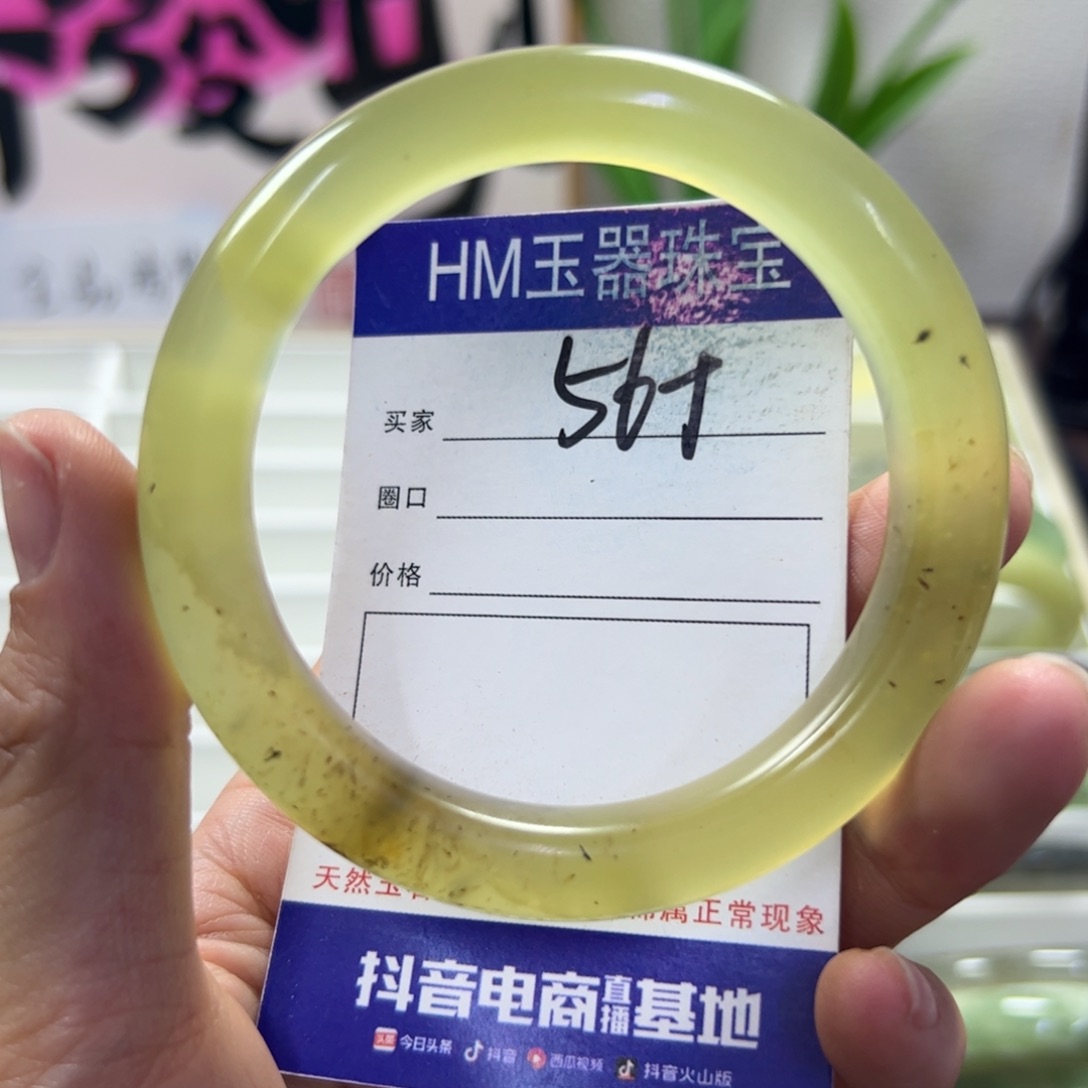 HM玉器珠宝
56+
买家
圈口
价格
天然玉 属正常现象
抖音电商直播基地
今日头条 抖音 西瓜视频 抖音火山版